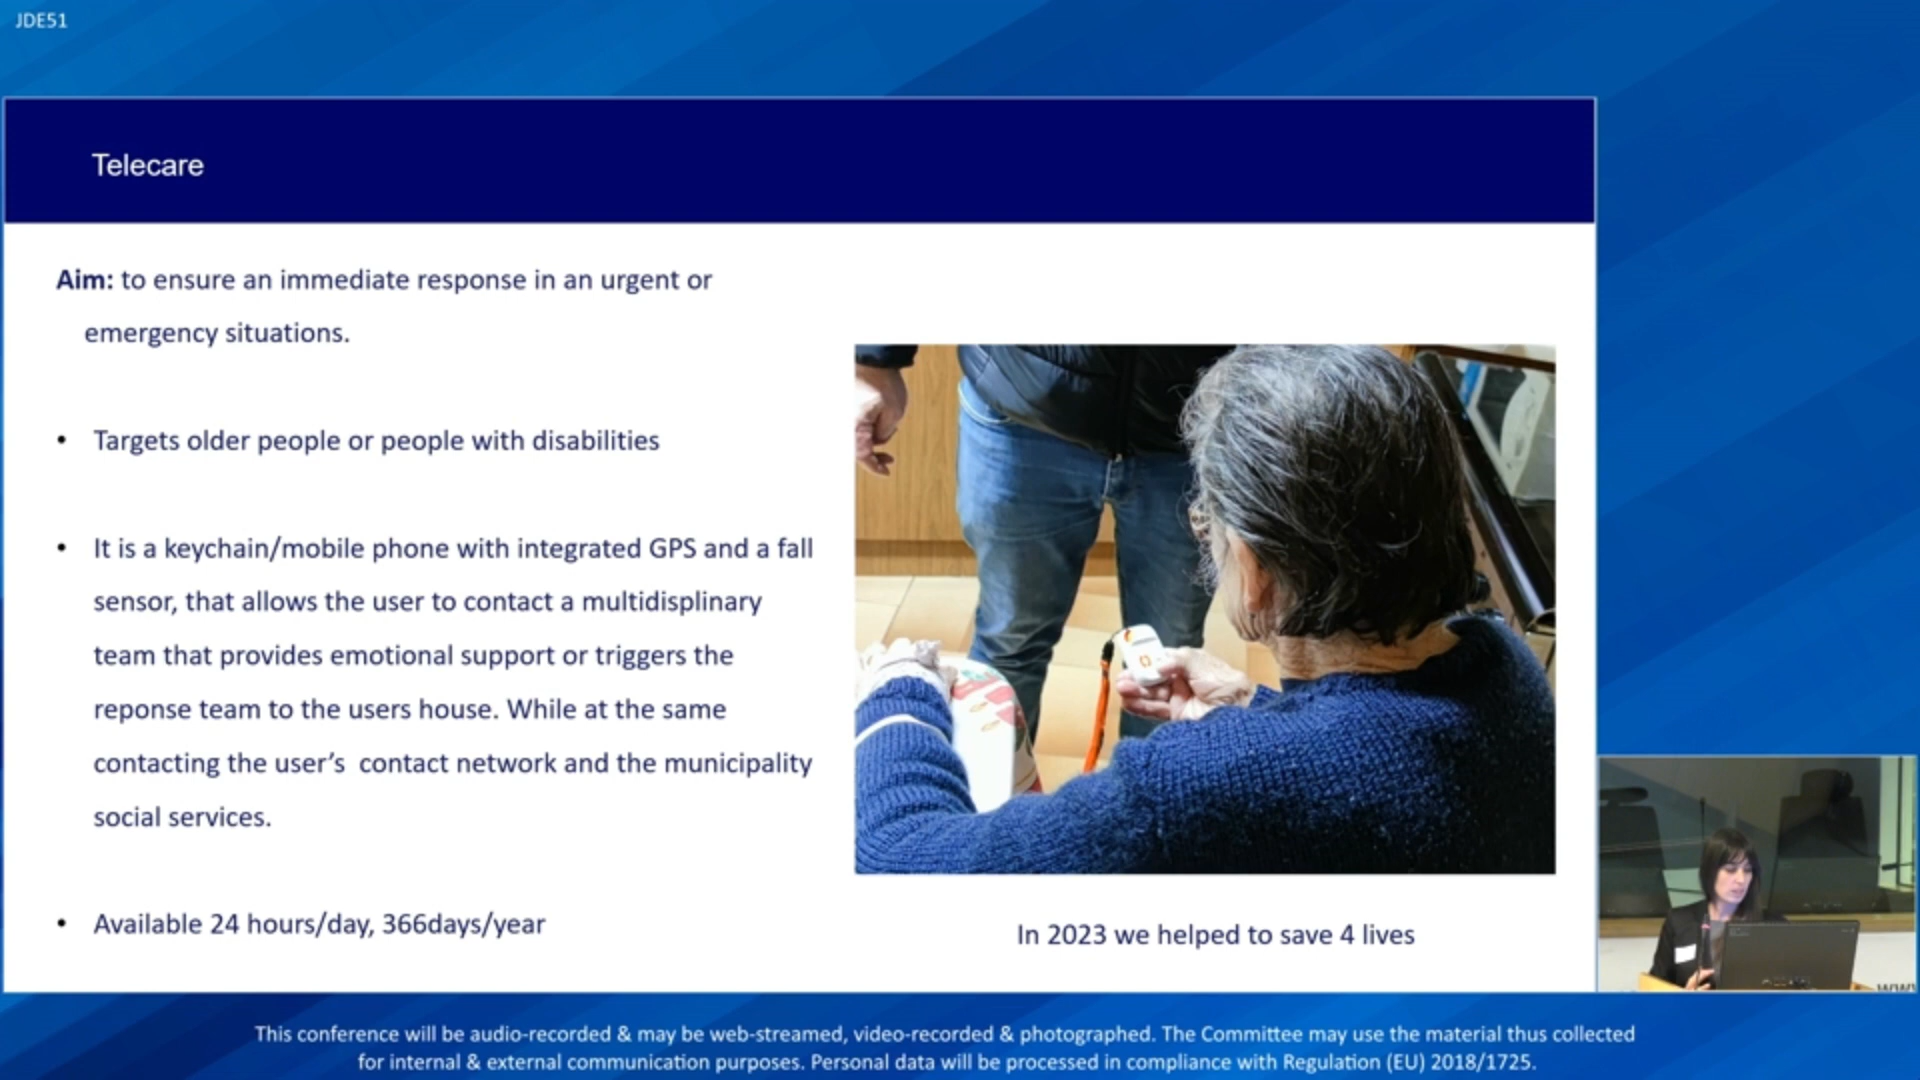 JDE51
Telecare
Aim: to ensure an immediate response in an urgent or
emergency situations.
• Targets older people or people with disabilities
• It is a keychain/mobile phone with integrated GPS and a fall
sensor, that allows the user to contact a multidisplinary
team that provides emotional support or triggers the
reponse team to the users house. While at the same
contacting the user’s  contact network and the municipality
social services.
• Available 24 hours/day, 366days/year
In 2023 we helped to save 4 lives
This conference will be audio-recorded & may be web-streamed, video-recorded & photographed. The Committee may use the material thus collected
for internal & external communication purposes. Personal data will be processed in compliance with Regulation (EU) 2018/1725.